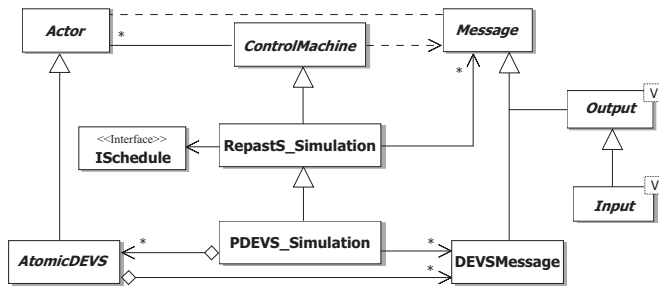 Actor
Message
*
ControlMachine
*
V
Output
<<Interface>>
ISchedule
RepastS_Simulation
V
Input
*
PDEVS_Simulation
*
AtomicDEVS
*
DEVSMessage